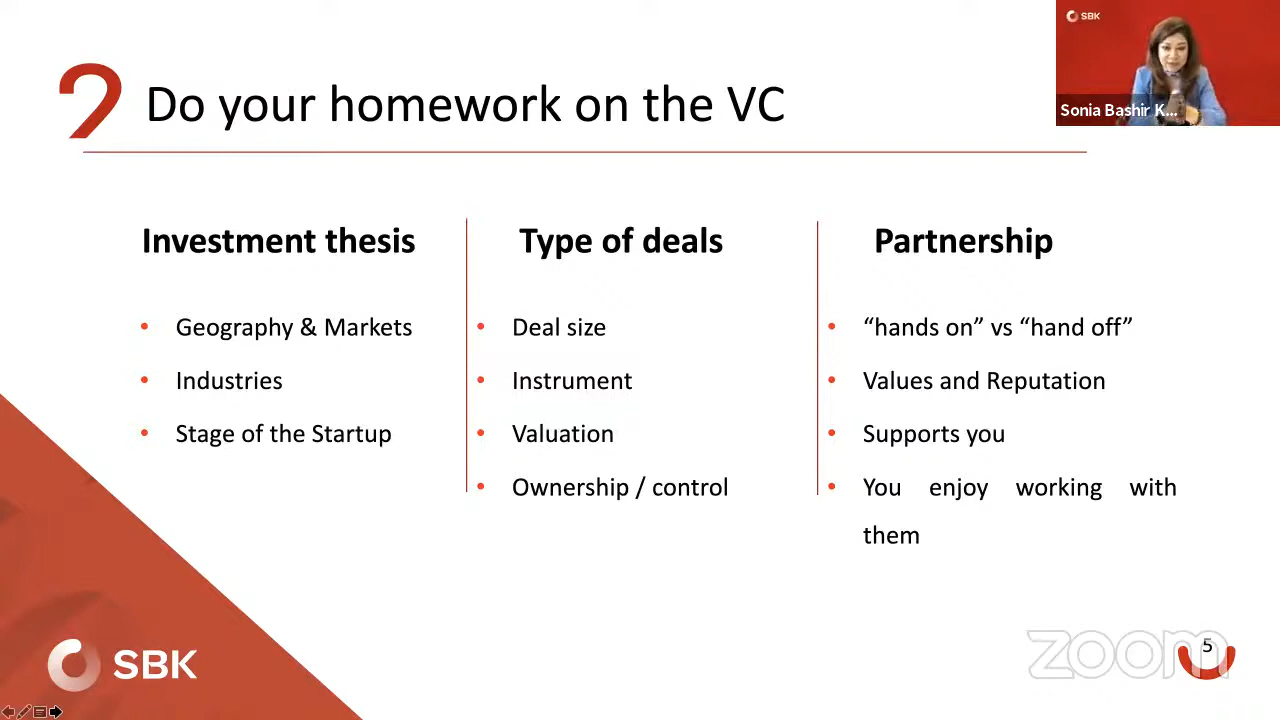 SBK
Sonia Bashir K...
2 Do your homework on the VC
Investment thesis
• Geography & Markets
• Industries
• Stage of the Startup
Type of deals
• Deal size
• Instrument
• Valuation
• Ownership / control
Partnership
• “hands on” vs “hand off”
• Values and Reputation
• Supports you
• You enjoy working with
them
SBK
zoom
5